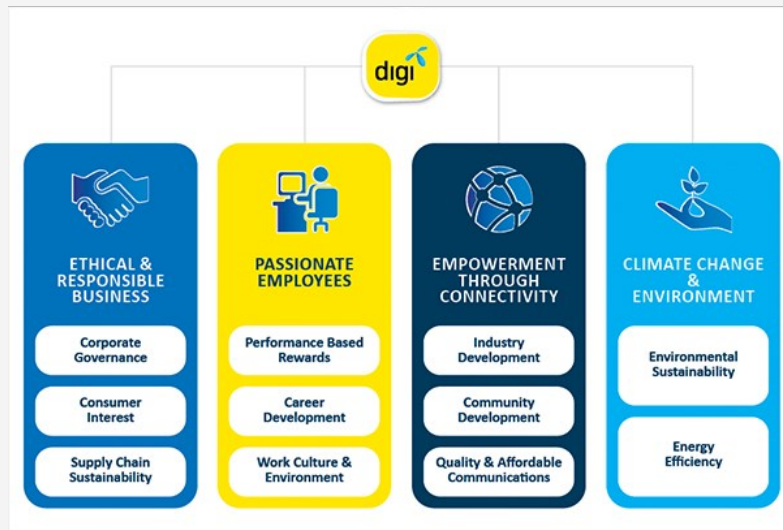 digi
ETHICAL &
RESPONSIBLE
BUSINESS
Corporate
Governance
Consumer
Interest
Supply Chain
Sustainability
PASSIONATE
EMPLOYEES
Performance Based
Rewards
Career
Development
Work Culture &
Environment
EMPOWERMENT
THROUGH
CONNECTIVITY
Industry
Development
Community
Development
Quality & Affordable
Communications
CLIMATE CHANGE
&
ENVIRONMENT
Environmental
Sustainability
Energy
Efficiency